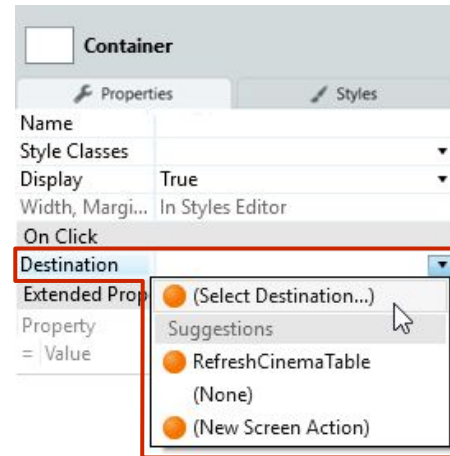 Container
Properties
Styles
Name
Style Classes
Display True
Width, Margi... In Styles Editor
On Click
Destination
Extended Prop
(Select Destination...)
Property
Suggestions
= Value
RefreshCinemaTable
(None)
(New Screen Action)